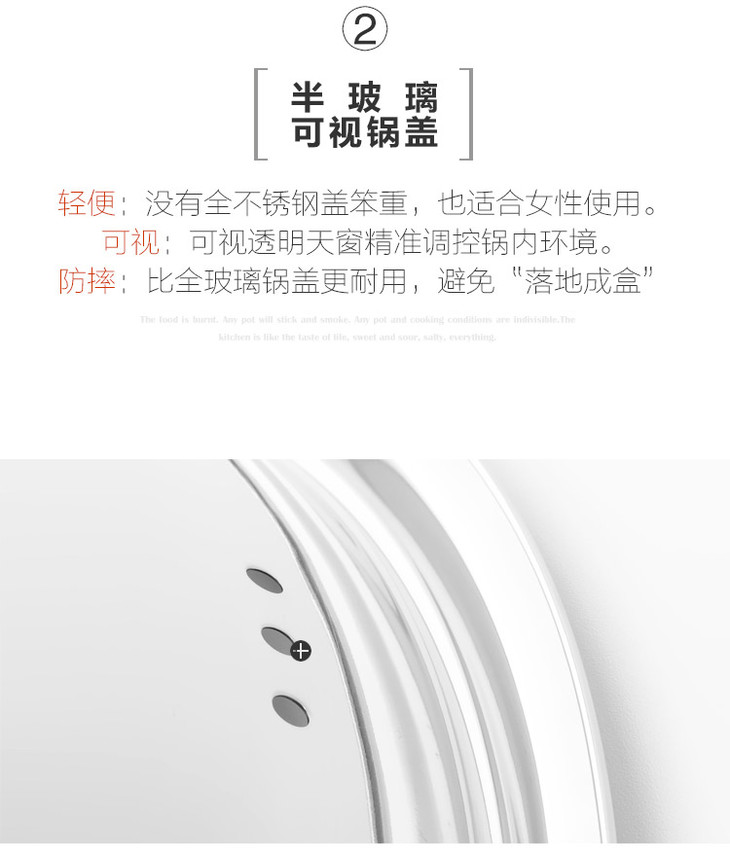 2
半玻璃
可视锅盖
轻便：没有全不锈钢盖笨重，也适合女性使用。
可视：可视透明天窗精准调控锅内环境。
防摔：比全玻璃锅盖更耐用，避免“落地成盒”
The food is burnt. Any pot will stick and smoke. Any pot and cooking conditions are indivisible.The
kitchen is like the taste of life, sweet and sour, salty, everything.